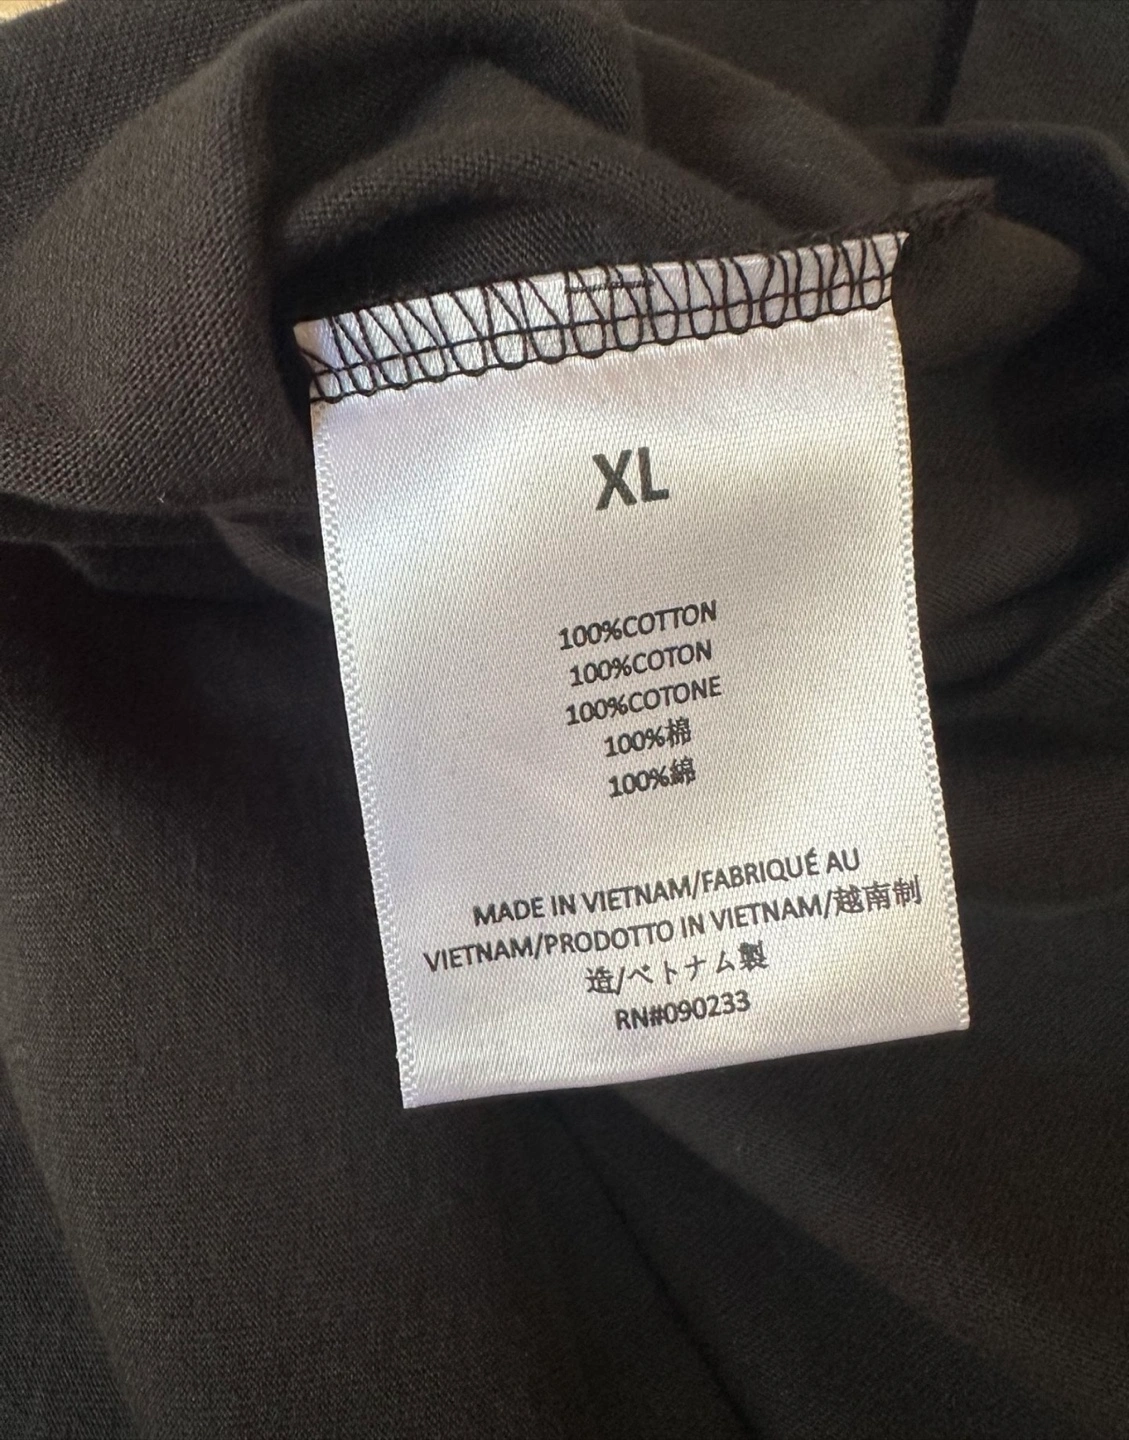 XL
100%COTTON
100%COTON
100%COTONE
100%棉
100%綿
MADE IN VIETNAM/FABRIQUÉ AU
VIETNAM/PRODOTTO IN VIETNAM/越南制
造/ベトナム製
RN#090233